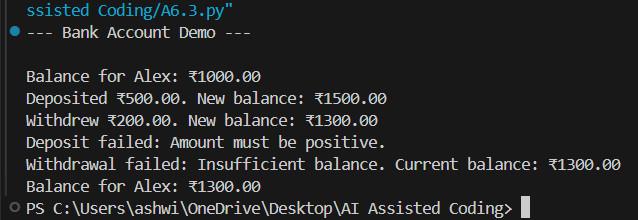 ssisted Coding/A6.3.py"
--- Bank Account Demo ---
Balance for Alex: ₹1000.00
Deposited ₹500.00. New balance: ₹1500.00
Withdrew ₹200.00. New balance: ₹1300.00
Deposit failed: Amount must be positive.
Withdrawal failed: Insufficient balance. Current balance: ₹1300.00
Balance for Alex: ₹1300.00
PS C:\Users\ashwi\OneDrive\Desktop\AI Assisted Coding>